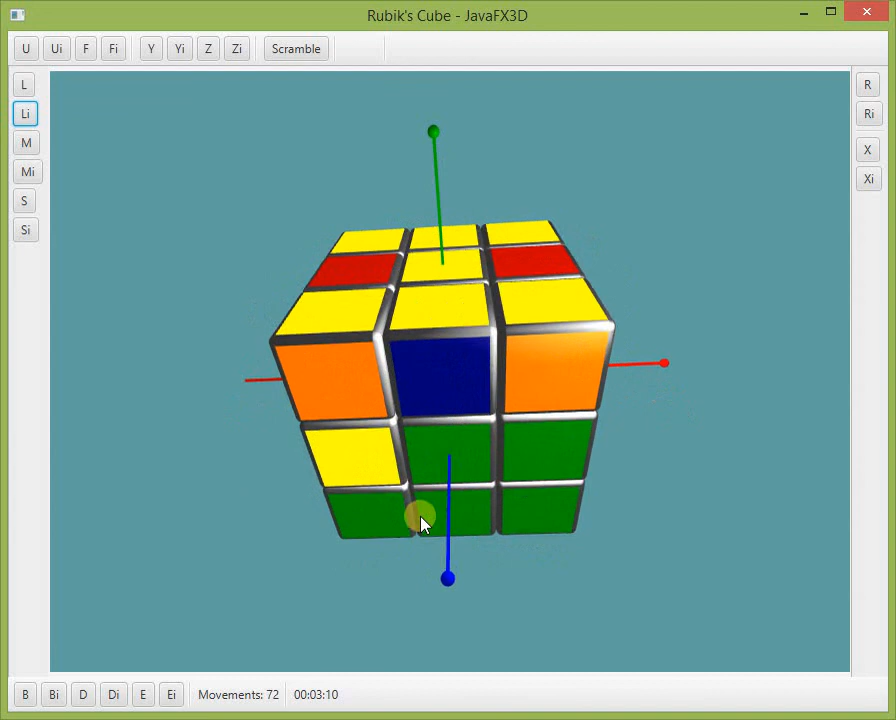 Rubik's Cube - JavaFX3D
U Ui F Fi Y Yi Z Zi Scramble
L
Li
M
Mi
S
Si
R
Ri
X
Xi
B Bi D Di E Ei Movements: 72 00:03:10